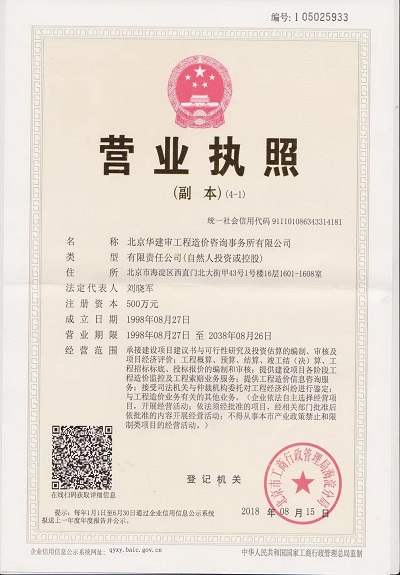 编号:1 05025933
营业执照
(副 本)(4-1)
统一社会信用代码 911101086343314181
名 称 北京华建审工程造价咨询事务所有限公司
类 型 有限责任公司(自然人投资或控股)
住 所 北京市海淀区西直门北大街甲43号1号楼16层1601-1608室
法定代表人 刘晓军
注册资本 500万元
成立日期 1998年08月27日
营业期限 1998年08月27日 至 2038年08月26日
经营范围 承接建设项目建议书与可行性研究及投资估算的编制、审核及
项目经济评价；工程概算、预算、结算、竣工结（决）算、
工程招标标底、投标报价的编制和审核；提供建设项目各阶段工
程造价监控及工程索赔业务服务；提供工程造价信息咨询服
务；接受司法机关与仲裁机构委托对工程经济纠纷进行鉴定；
与工程造价业务有关的其他业务。（企业依法自主选择经营项
目，开展经营活动；依法须经批准的项目，经相关部门批准后
依批准的内容开展经营活动；不得从事本市产业政策禁止和限
制类项目的经营活动。）
在线扫码获取详细信息
登记机关
北京市工商行政管理局海淀分局
2018 年 08 月 15 日
提示：每年1月1日至6月30日通过企业信用信息公示系统
报送上一年度年度报告并公示。
企业信用信息公示系统网址：qyxy.baic.gov.cn
中华人民共和国国家工商行政管理总局监制